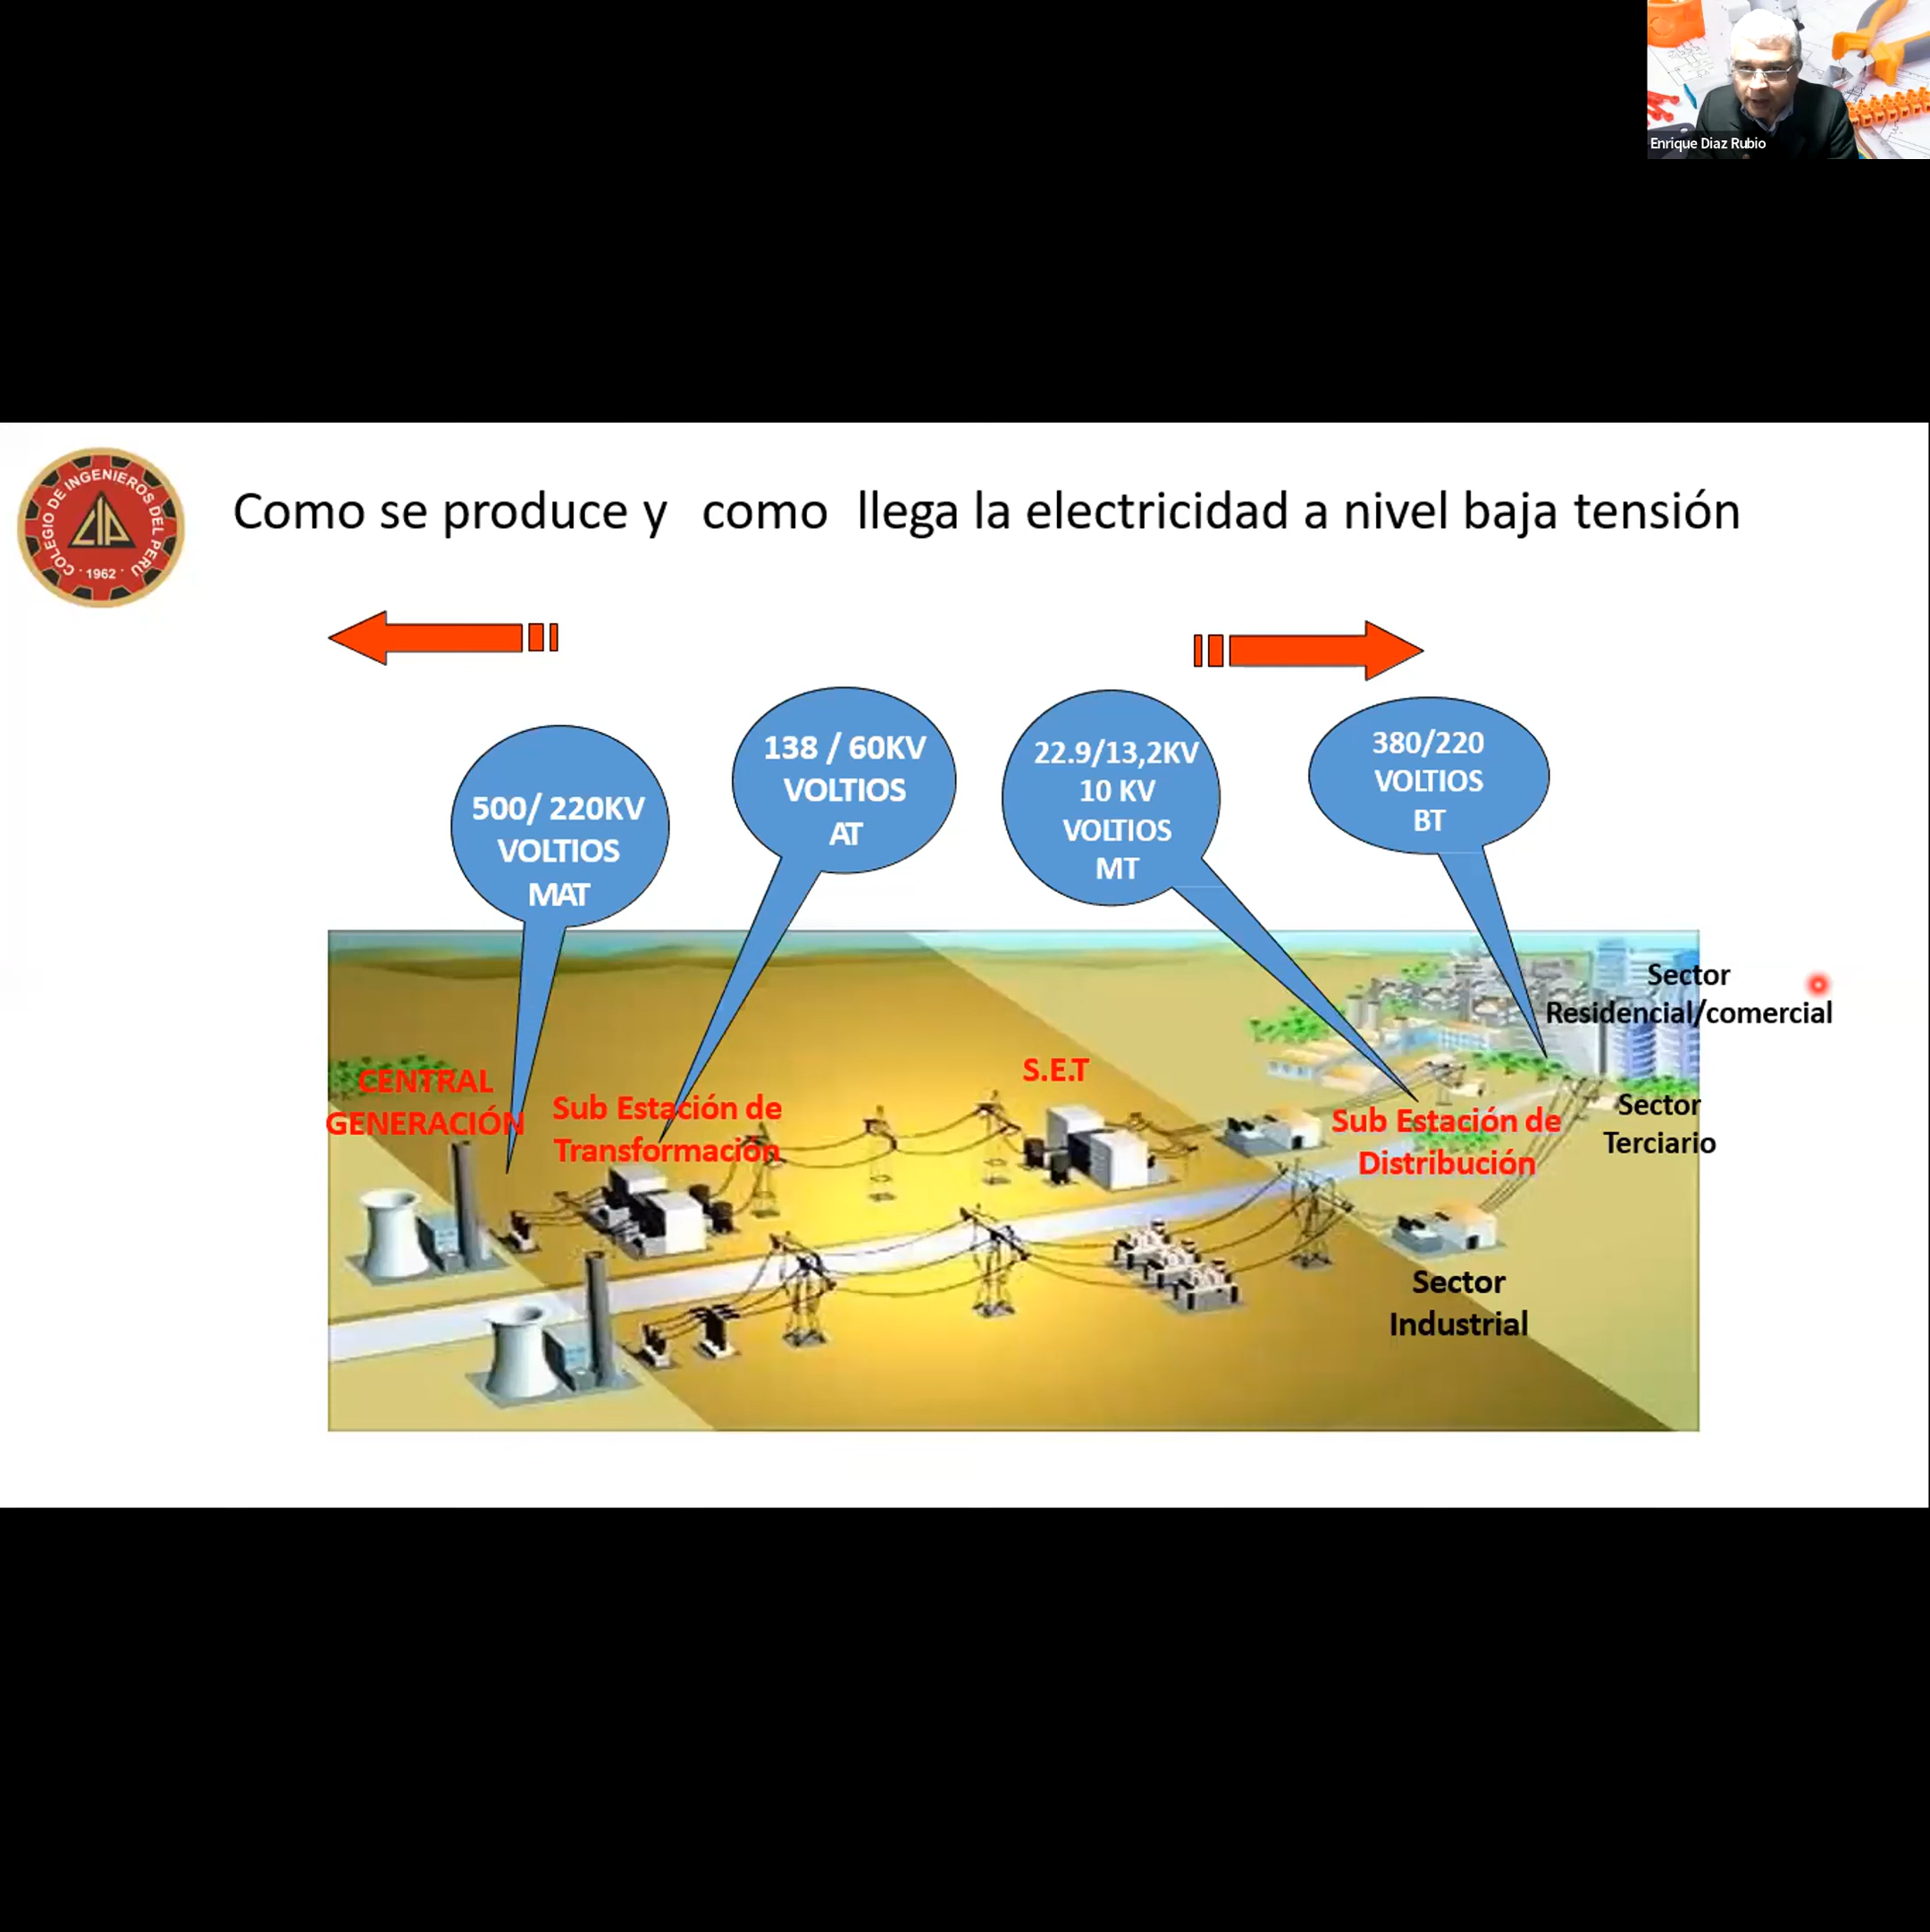 Enrique Diaz Rubio
COLEGIO DE INGENIEROS DEL PERÚ
CIP
· 1962 ·
Como se produce y como llega la electricidad a nivel baja tensión
500/ 220KV
VOLTIOS
MAT
138 / 60KV
VOLTIOS
AT
22.9/13,2KV
10 KV
VOLTIOS
MT
380/220
VOLTIOS
BT
CENTRAL
GENERACIÓN
Sub Estación de
Transformación
S.E.T
Sub Estación de
Distribución
Sector
Residencial/comercial
Sector
Terciario
Sector
Industrial